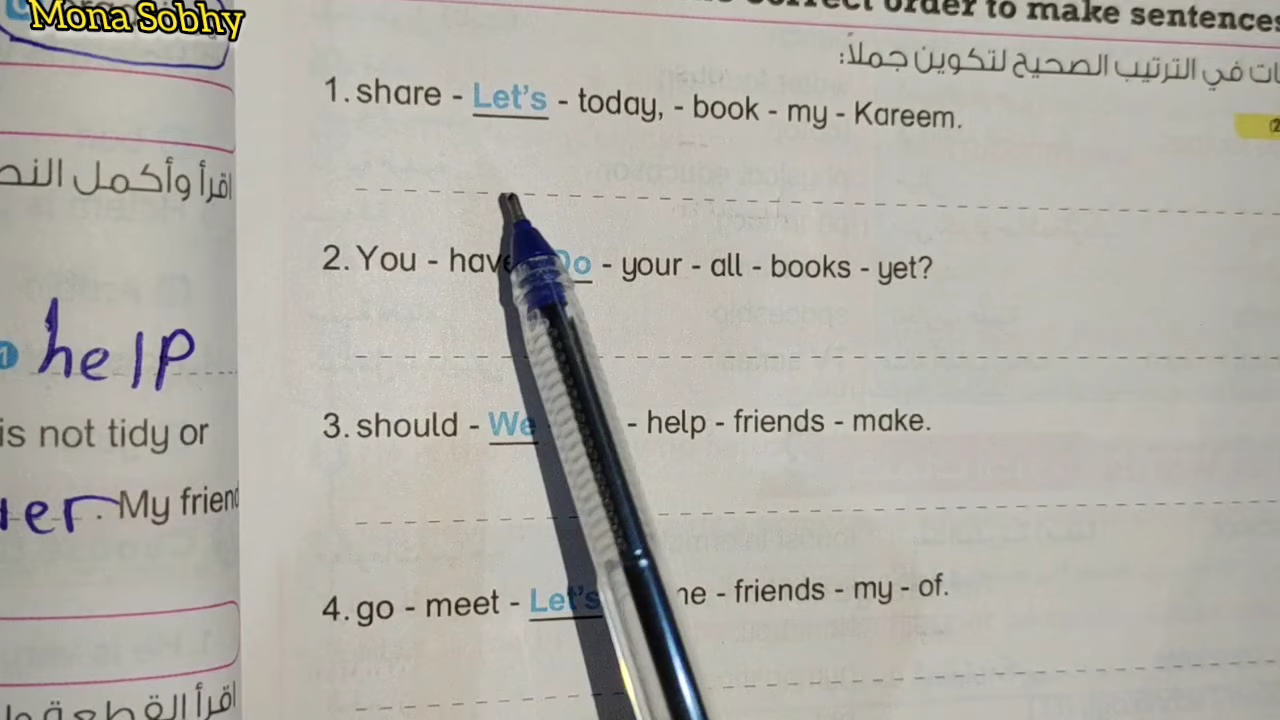 Mona Sobhy
correct order to make sentences
ات في الترتيب الصحيح لتكوين جملاً:
1. share - Let's - today, - book - my - Kareem.
اقرأ وأكمل النص
2. You - have - Do - your - all - books - yet?
help
3. should - We - help - friends - make.
is not tidy or
My friend
4. go - meet - Let's - friends - my - of.
اقرأ القطعة